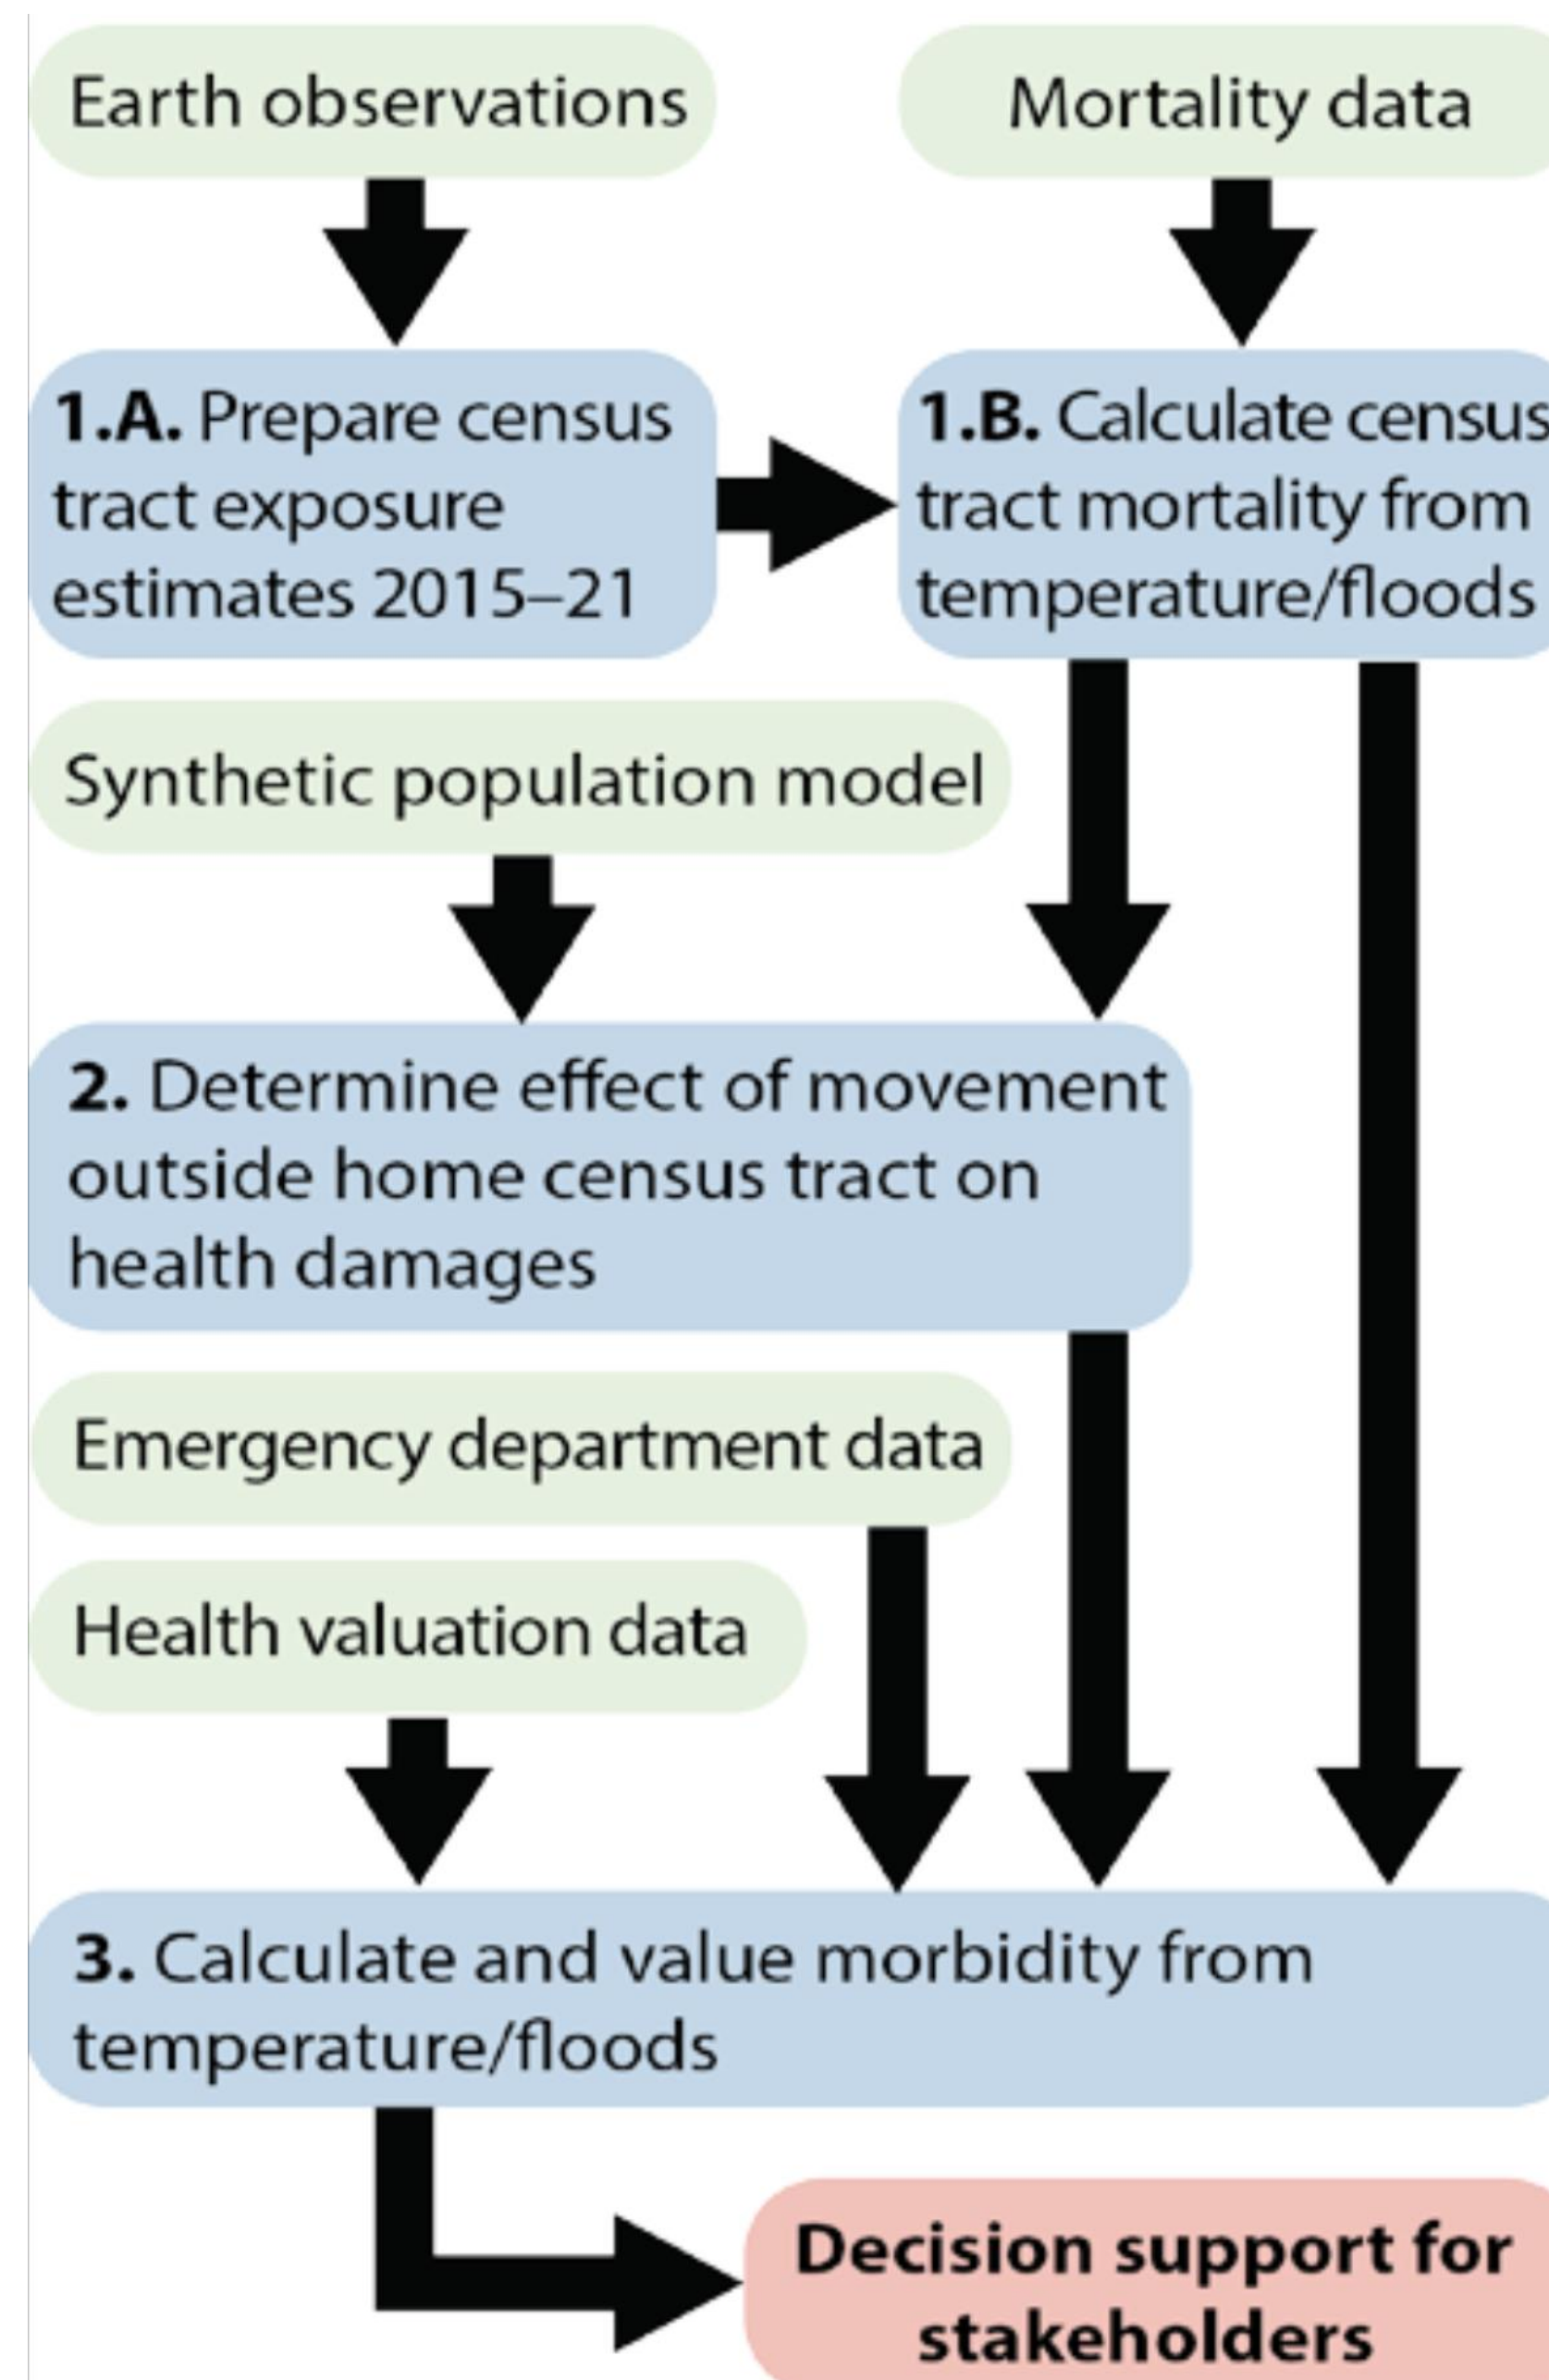 Earth observations
Mortality data
1.A. Prepare census
tract exposure
estimates 2015–21
1.B. Calculate census
tract mortality from
temperature/floods
Synthetic population model
2. Determine effect of movement
outside home census tract on
health damages
Emergency department data
Health valuation data
3. Calculate and value morbidity from
temperature/floods
Decision support for
stakeholders